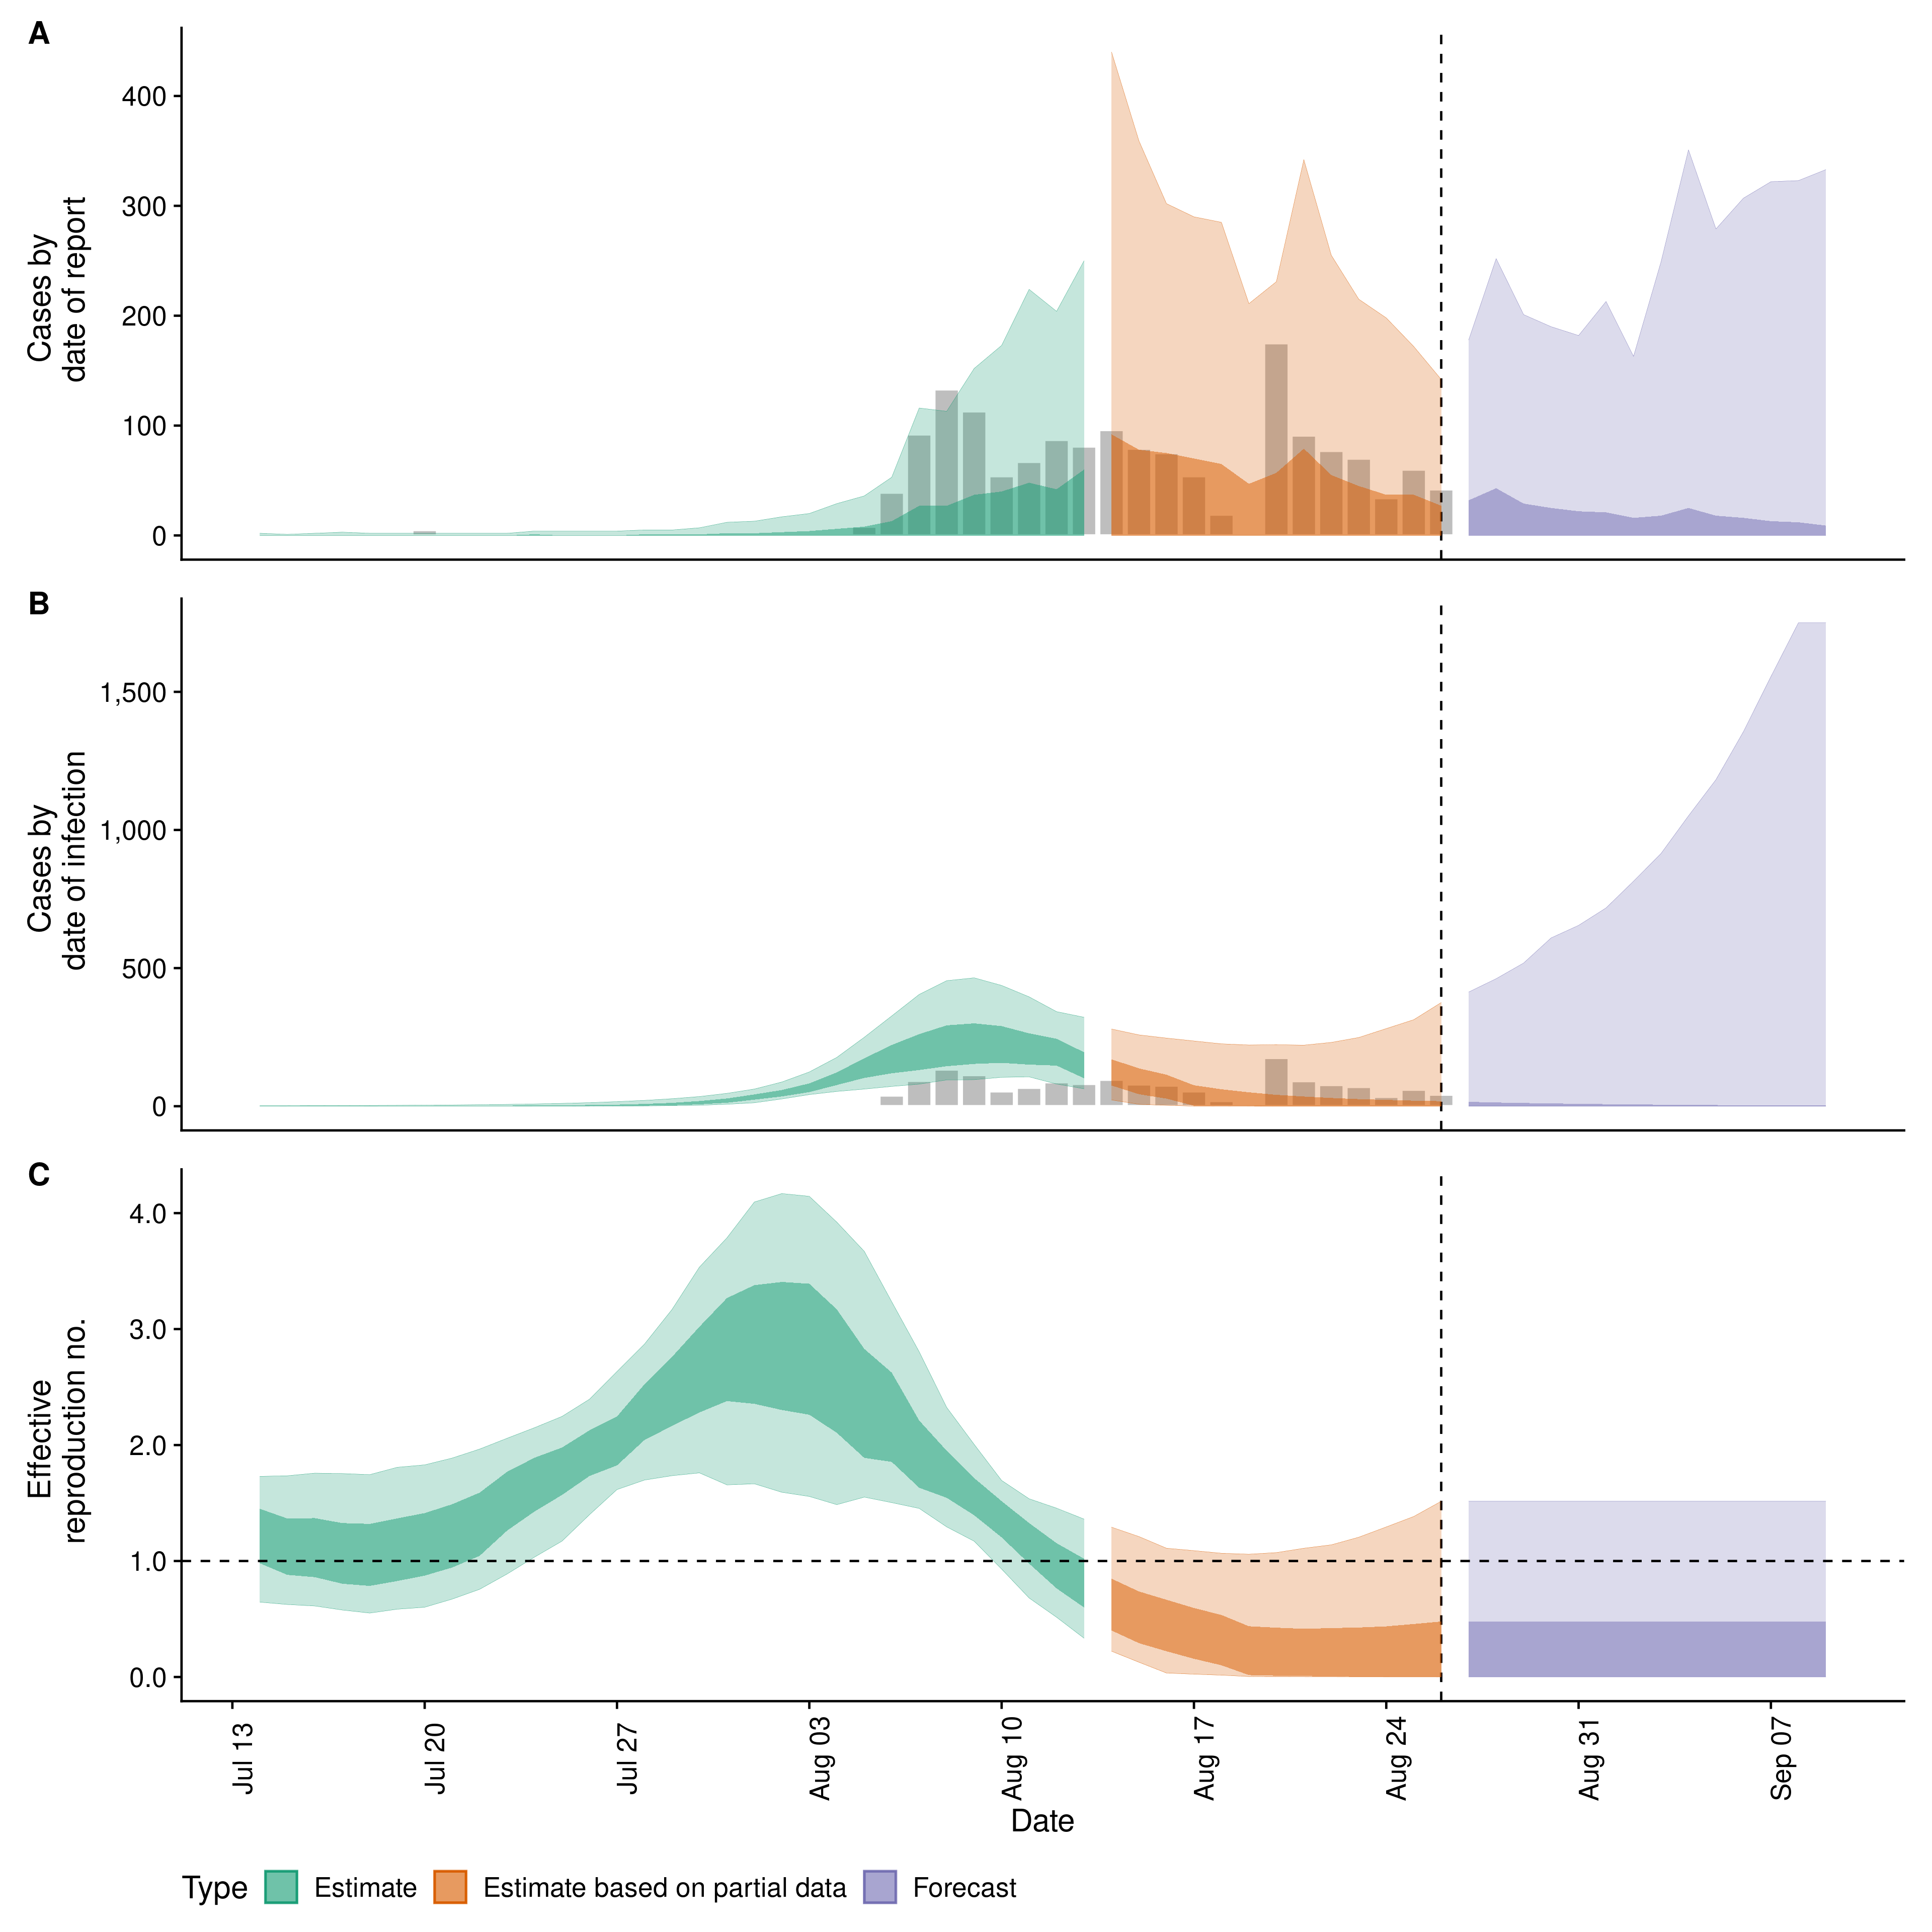 A
400
300
200
100
0
Cases by
date of report
B
1,500
1,000
500
0
Cases by
date of infection
C
4.0
3.0
2.0
1.0
0.0
Effective
reproduction no.
Jul 13
Jul 20
Jul 27
Aug 03
Aug 10
Aug 17
Aug 24
Aug 31
Sep 07
Date
Type Estimate Estimate based on partial data Forecast